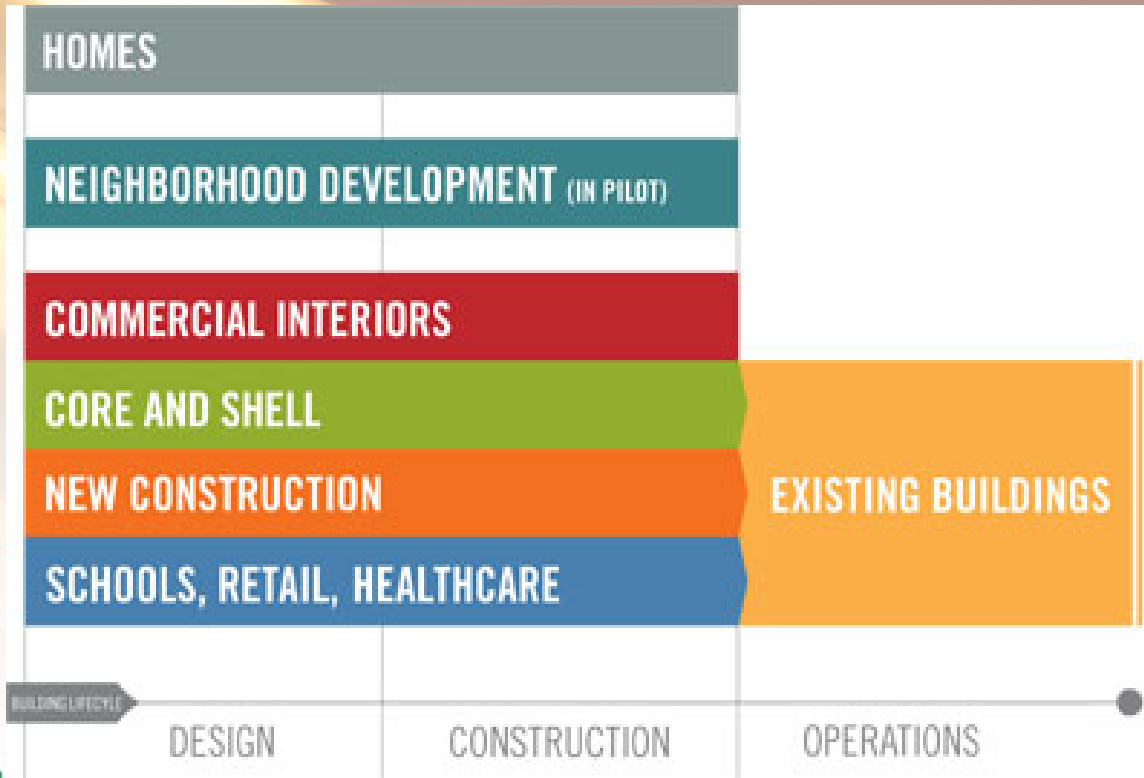 HOMES
NEIGHBORHOOD DEVELOPMENT (IN PILOT)
COMMERCIAL INTERIORS
CORE AND SHELL
NEW CONSTRUCTION
EXISTING BUILDINGS
SCHOOLS, RETAIL, HEALTHCARE
BUILDING LIFECYLE
DESIGN CONSTRUCTION OPERATIONS